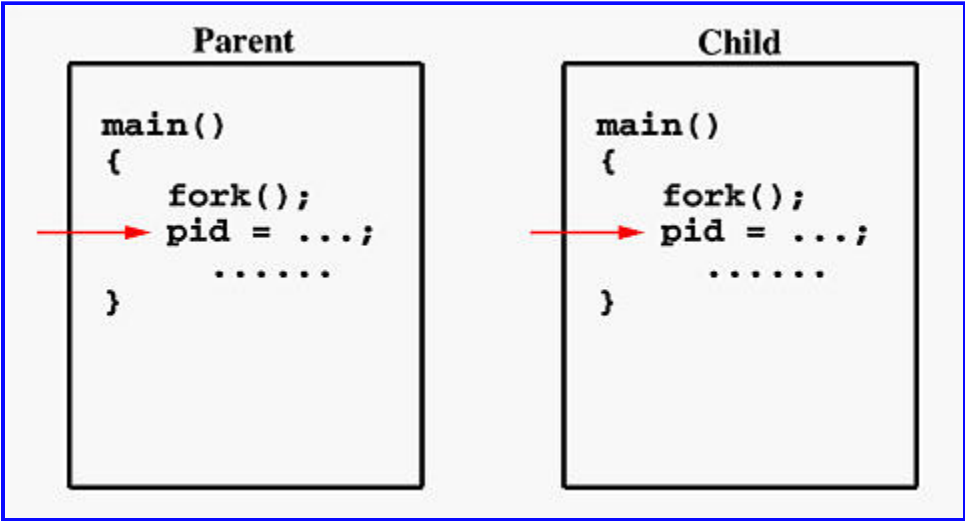 Parent
main()
{
fork();
pid = ...;
......
}
Child
main()
{
fork();
pid = ...;
......
}